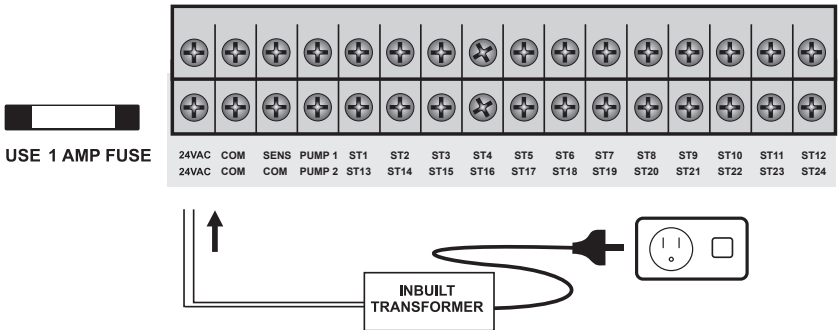 USE 1 AMP FUSE
24VAC COM SENS PUMP 1 ST1 ST2 ST3 ST4 ST5 ST6 ST7 ST8 ST9 ST10 ST11 ST12
24VAC COM COM PUMP 2 ST13 ST14 ST15 ST16 ST17 ST18 ST19 ST20 ST21 ST22 ST23 ST24
INBUILT
TRANSFORMER